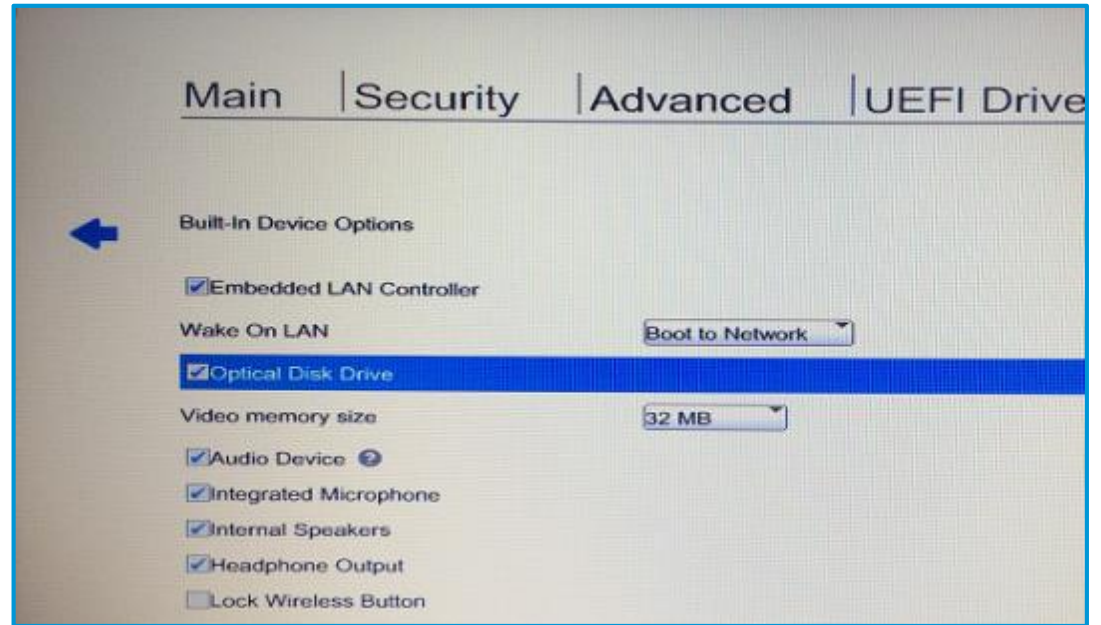 Main Security Advanced UEFI Drive
Built-In Device Options
Embedded LAN Controller
Wake On LAN Boot to Network
Optical Disk Drive
Video memory size 32 MB
Audio Device ?
Integrated Microphone
Internal Speakers
Headphone Output
Lock Wireless Button